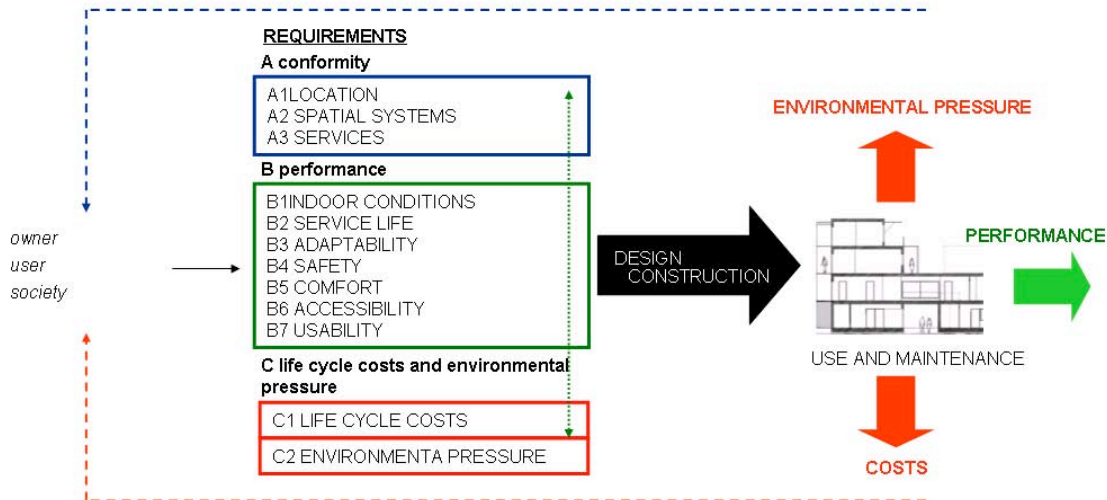 REQUIREMENTS
A conformity
A1LOCATION
A2 SPATIAL SYSTEMS
A3 SERVICES
B performance
B1INDOOR CONDITIONS
B2 SERVICE LIFE
B3 ADAPTABILITY
B4 SAFETY
B5 COMFORT
B6 ACCESSIBILITY
B7 USABILITY
C life cycle costs and environmental
pressure
C1 LIFE CYCLE COSTS
C2 ENVIRONMENTA PRESSURE
owner
user
society
DESIGN
CONSTRUCTION
ENVIRONMENTAL PRESSURE
PERFORMANCE
USE AND MAINTENANCE
COSTS